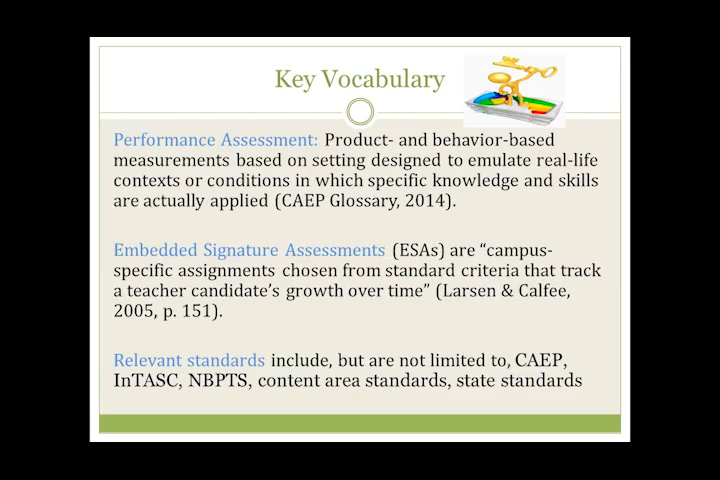 Key Vocabulary
Performance Assessment: Product- and behavior-based
measurements based on setting designed to emulate real-life
contexts or conditions in which specific knowledge and skills
are actually applied (CAEP Glossary, 2014).
Embedded Signature Assessments (ESAs) are “campus-
specific assignments chosen from standard criteria that track
a teacher candidate’s growth over time” (Larsen & Calfee,
2005, p. 151).
Relevant standards include, but are not limited to, CAEP,
InTASC, NBPTS, content area standards, state standards